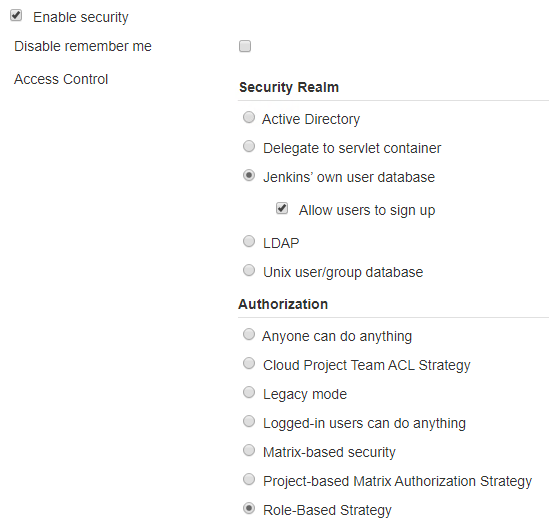 Enable security
Disable remember me
Access Control
Security Realm
Active Directory
Delegate to servlet container
Jenkins’ own user database
Allow users to sign up
LDAP
Unix user/group database
Authorization
Anyone can do anything
Cloud Project Team ACL Strategy
Legacy mode
Logged-in users can do anything
Matrix-based security
Project-based Matrix Authorization Strategy
Role-Based Strategy